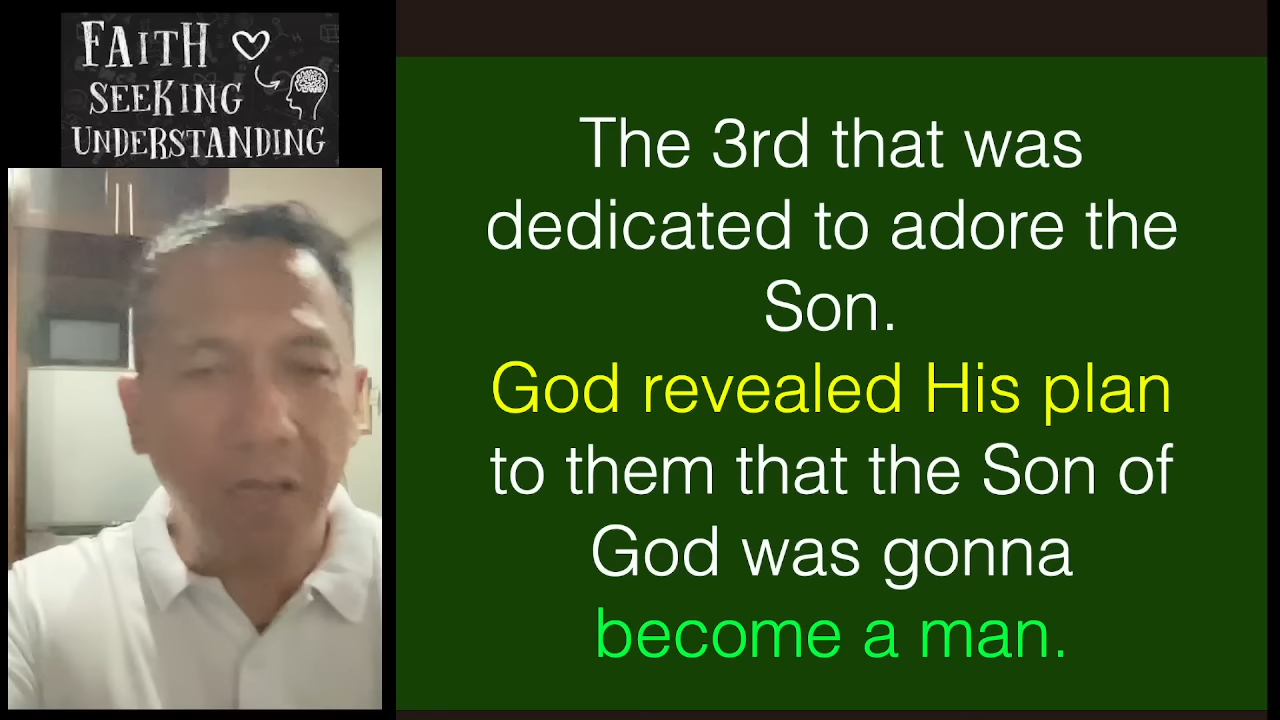 FAITH
SEEKING
UNDERSTANDING
The 3rd that was
dedicated to adore the
Son.
God revealed His plan
to them that the Son of
God was gonna
become a man.